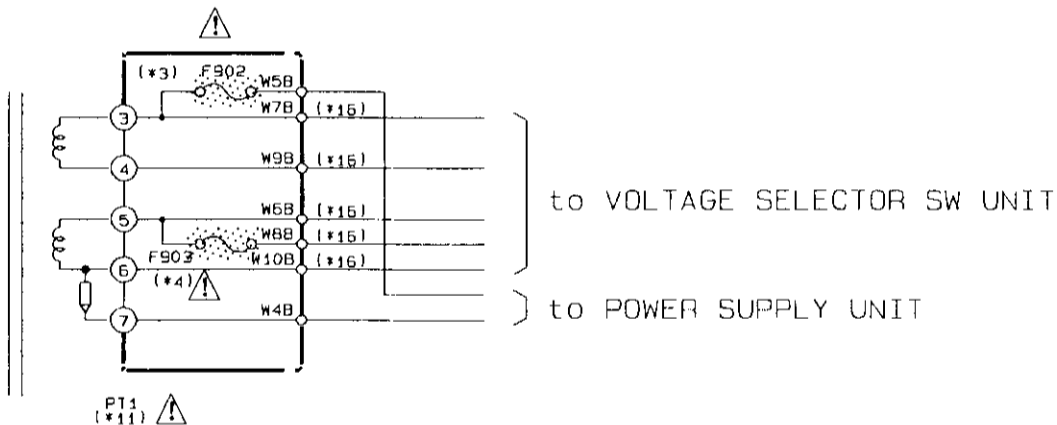 (*3) F902 W5B
3 W7B (*15)
4 W9B (*15)
to VOLTAGE SELECTOR SW UNIT
5 W6B (*15)
W8B (*15)
F903 6 W10B (*16)
(*4)
to POWER SUPPLY UNIT
7 W4B
PT1
(*11)